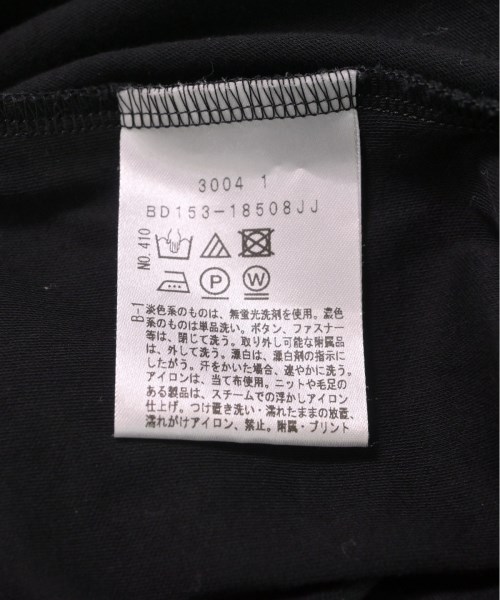 3004 1
BD153-18508JJ
NO.410
P W
B-1
淡色系のものは、無蛍光洗剤を使用。濃色
系のものは単品洗い。ボタン、ファスナー
等は、閉じて洗う。取り外し可能な附属品
は、外して洗う。漂白は、漂白剤の指示に
したがう。汗をかいた場合、速やかに洗う。
アイロンは、当て布使用。ニットや毛足の
ある製品は、スチームでの浮かしアイロン
仕上げ。つけ置き洗い・濡れたままの放置、
濡れがけアイロン、禁止。附属・プリント